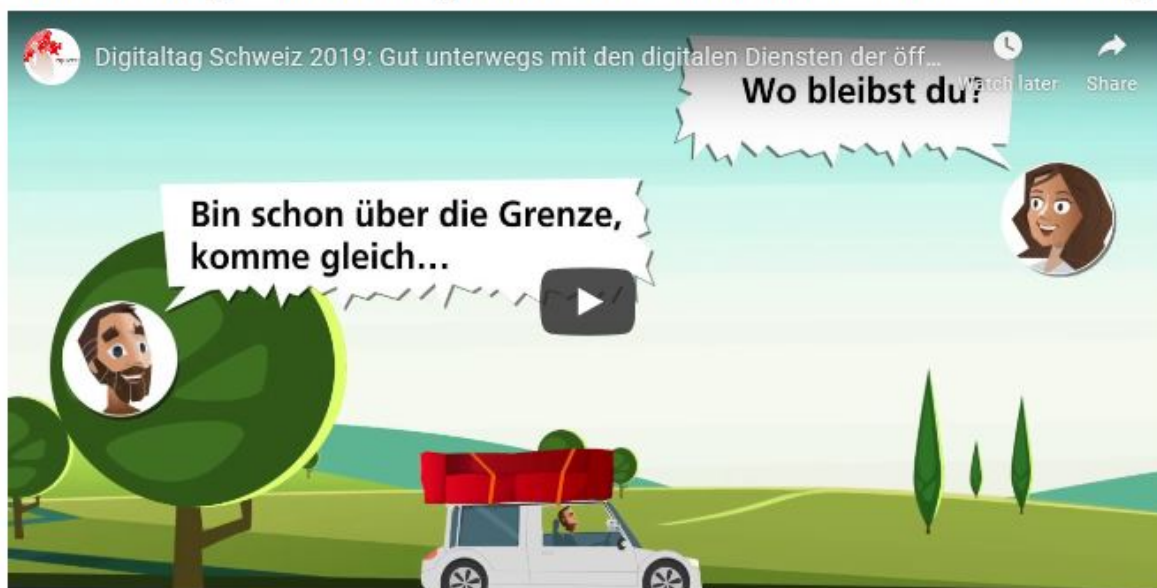 Digitaltag Schweiz 2019: Gut unterwegs mit den digitalen Diensten der öff...
Watch later
Share
Wo bleibst du?
Bin schon über die Grenze,
komme gleich...